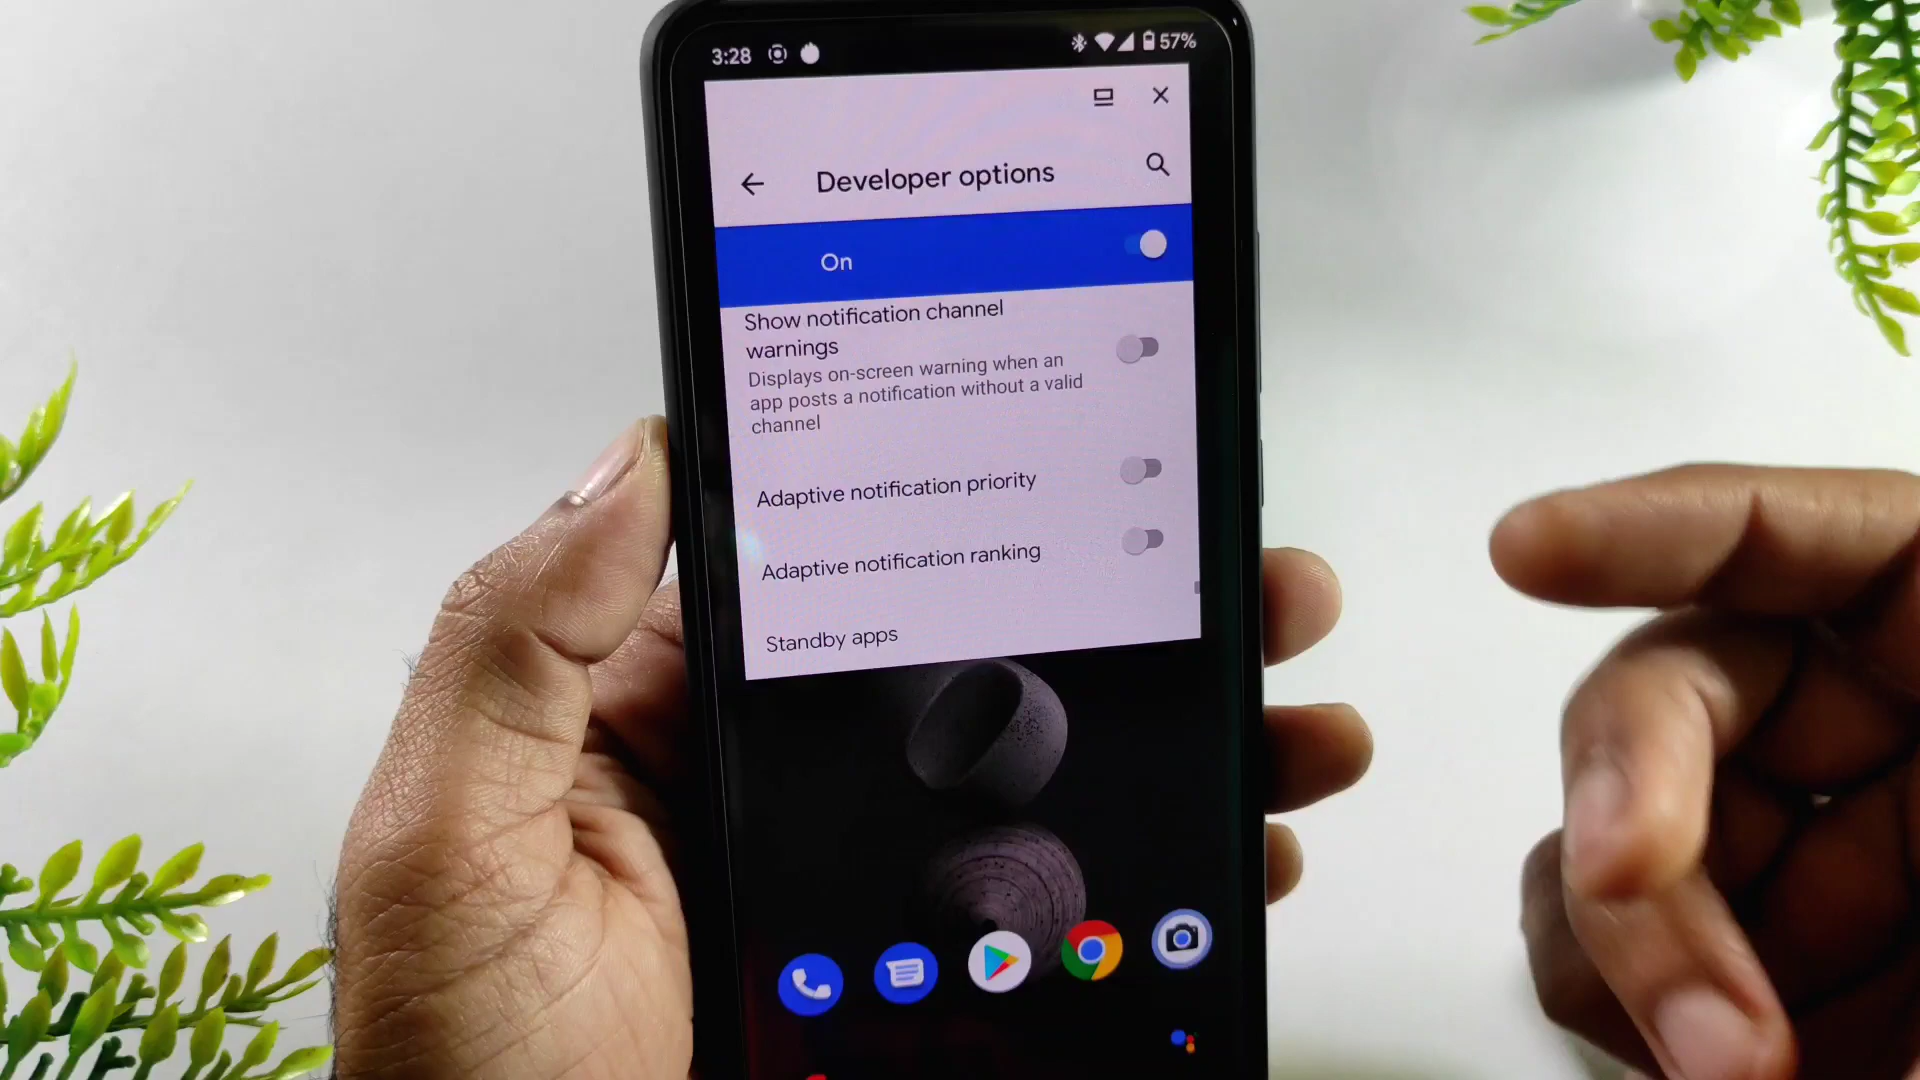 3:28
57%
Developer options
On
Show notification channel
warnings
Displays on-screen warning when an
app posts a notification without a valid
channel
Adaptive notification priority
Adaptive notification ranking
Standby apps